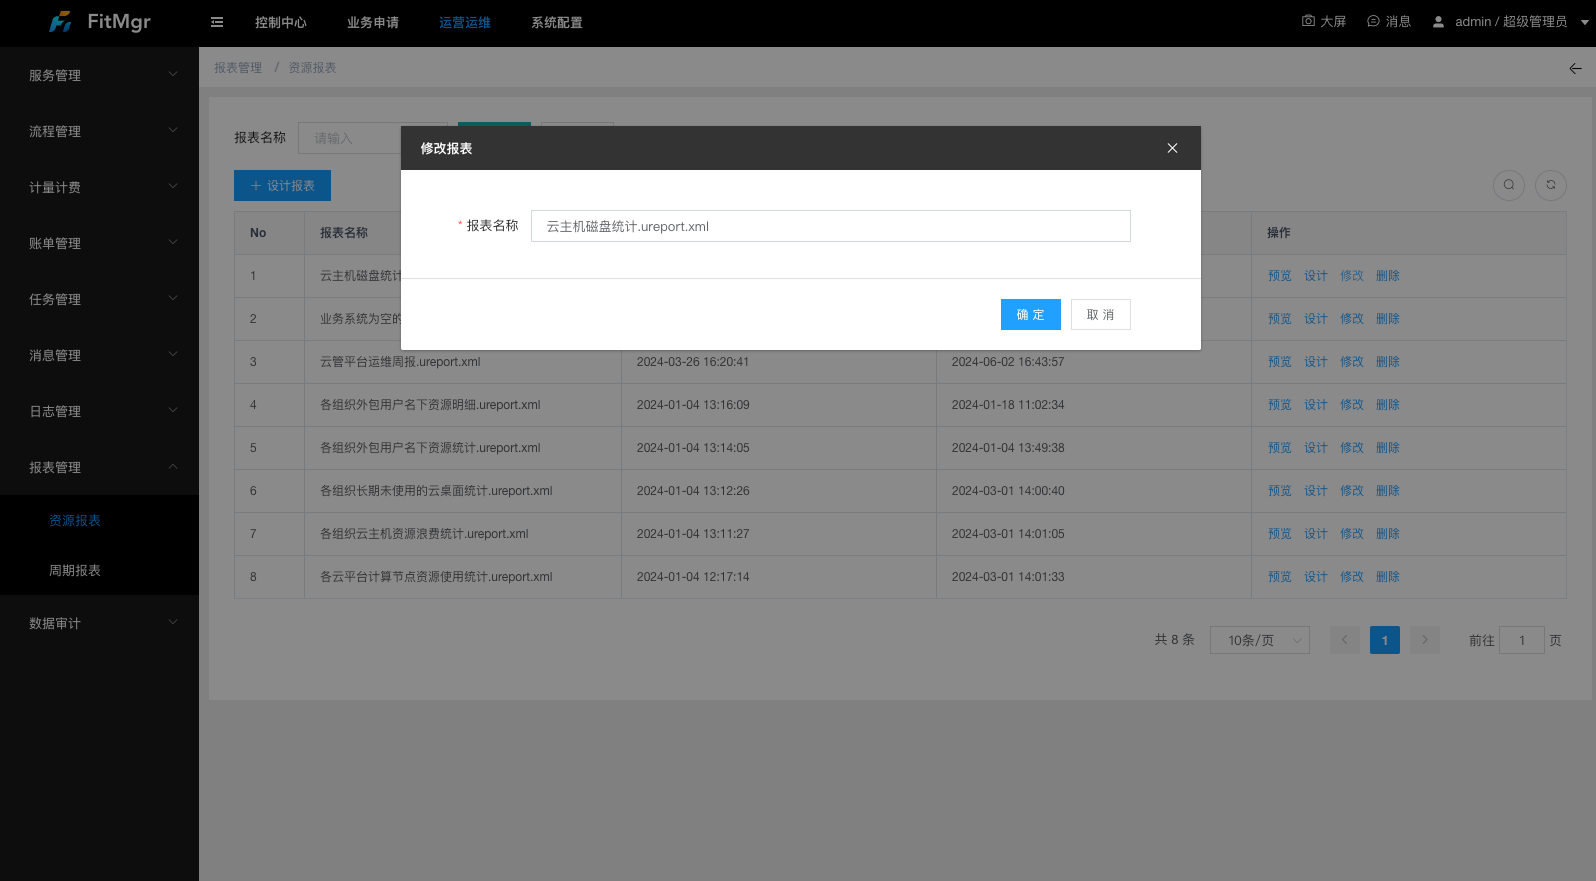 FitMgr 控制中心 业务申请 运营运维 系统配置 大屏 消息 admin / 超级管理员
服务管理
流程管理
计量计费
账单管理
任务管理
消息管理
日志管理
报表管理
资源报表
周期报表
数据审计
报表管理 / 资源报表
报表名称 请输入
+ 设计报表
修改报表
* 报表名称 云主机磁盘统计.ureport.xml
确 定 取 消
No 报表名称 操作
1 云主机磁盘统计 预览 设计 修改 删除
2 业务系统为空的 预览 设计 修改 删除
3 云管平台运维周报.ureport.xml 2024-03-26 16:20:41 2024-06-02 16:43:57 预览 设计 修改 删除
4 各组织外包用户名下资源明细.ureport.xml 2024-01-04 13:16:09 2024-01-18 11:02:34 预览 设计 修改 删除
5 各组织外包用户名下资源统计.ureport.xml 2024-01-04 13:14:05 2024-01-04 13:49:38 预览 设计 修改 删除
6 各组织长期未使用的云桌面统计.ureport.xml 2024-01-04 13:12:26 2024-03-01 14:00:40 预览 设计 修改 删除
7 各组织云主机资源浪费统计.ureport.xml 2024-01-04 13:11:27 2024-03-01 14:01:05 预览 设计 修改 删除
8 各云平台计算节点资源使用统计.ureport.xml 2024-01-04 12:17:14 2024-03-01 14:01:33 预览 设计 修改 删除
共 8 条 10条/页 1 前往 1 页